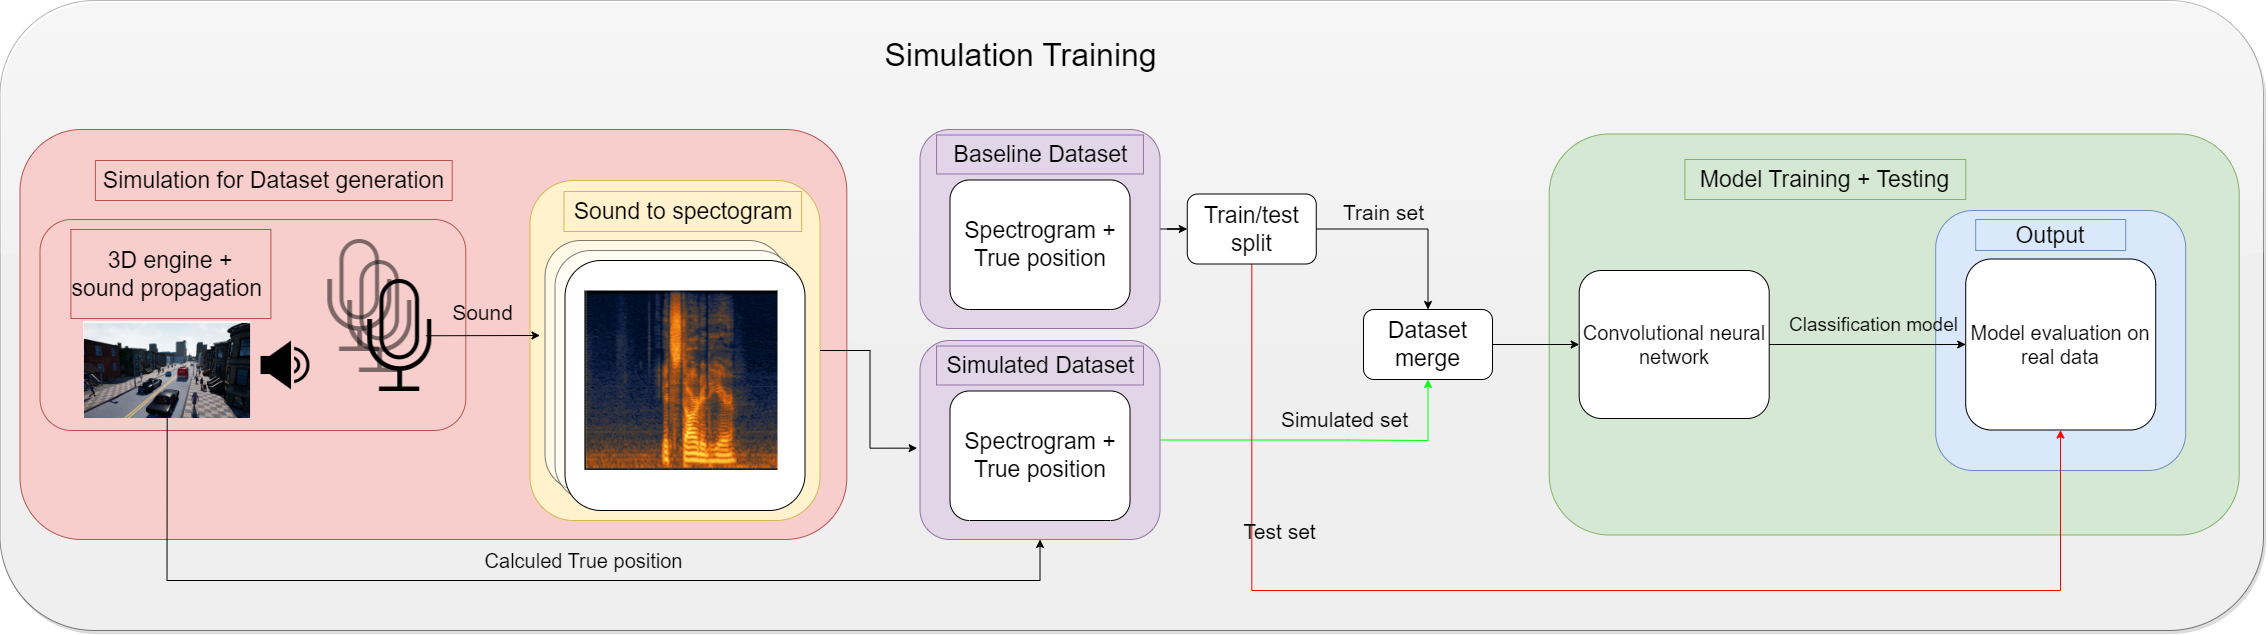 Simulation Training
Simulation for Dataset generation
3D engine +
sound propagation
Sound
Sound to spectogram
Calculed True position
Baseline Dataset
Spectrogram +
True position
Simulated Dataset
Spectrogram +
True position
Train/test
split
Train set
Dataset
merge
Simulated set
Test set
Model Training + Testing
Convolutional neural
network
Classification model
Output
Model evaluation on
real data